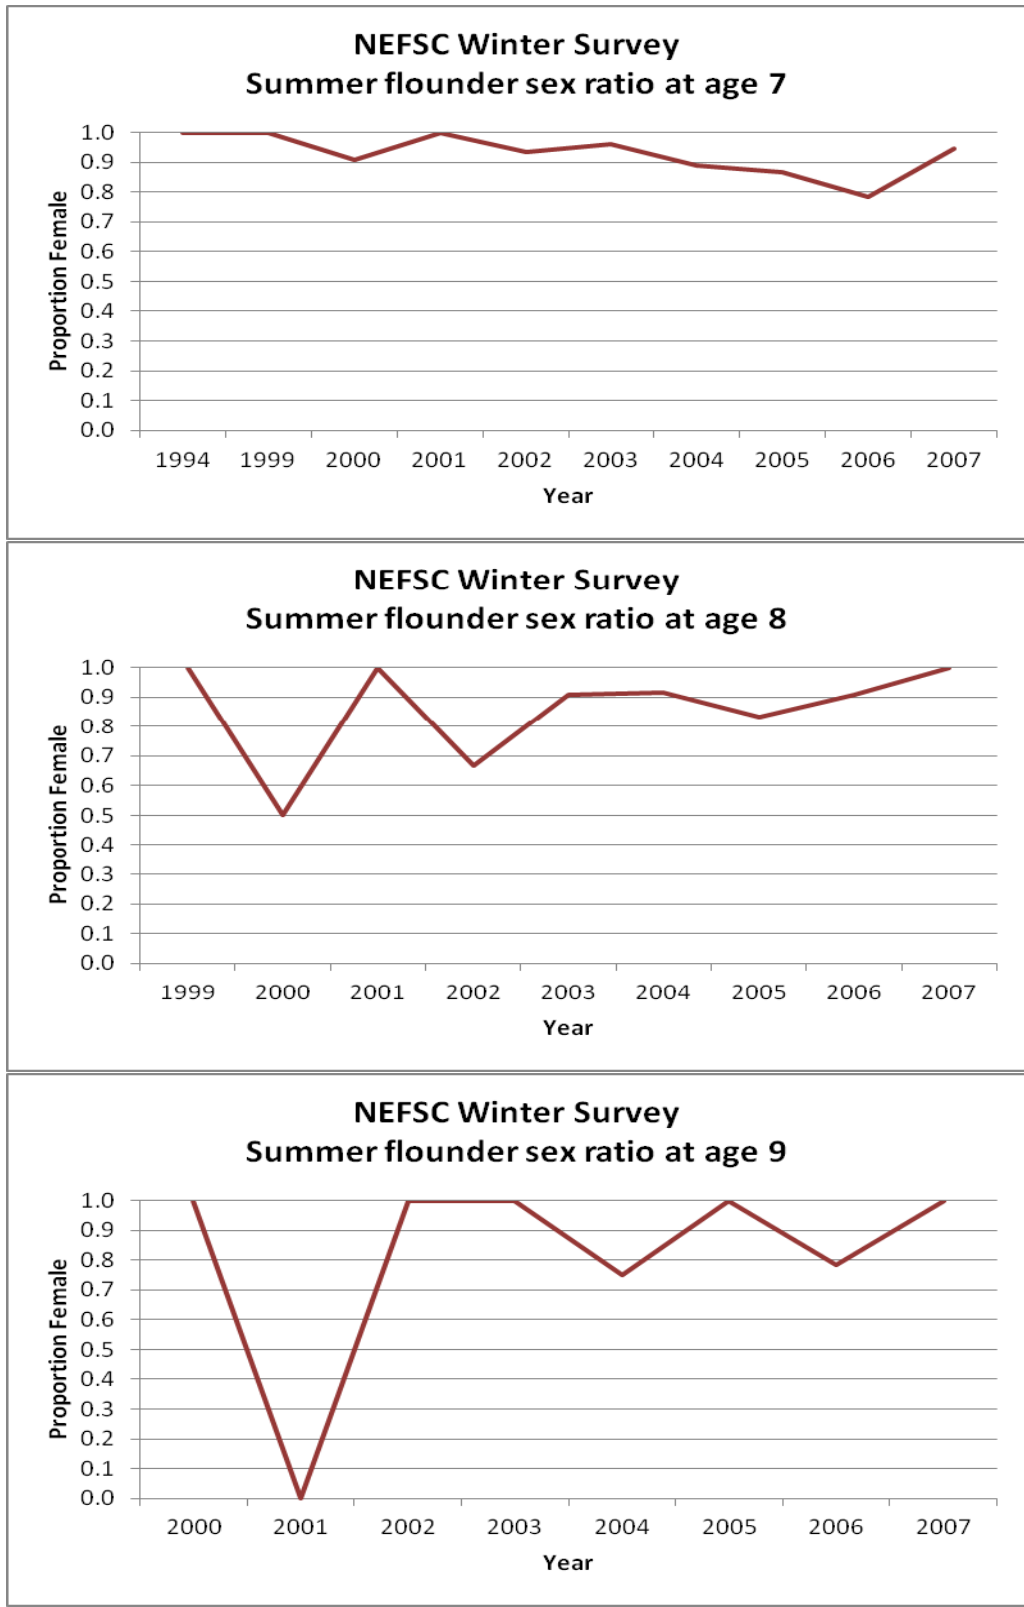 NEFSC Winter Survey
Summer flounder sex ratio at age 7
Proportion Female
1.0
0.9
0.8
0.7
0.6
0.5
0.4
0.3
0.2
0.1
0.0
1994 1999 2000 2001 2002 2003 2004 2005 2006 2007
Year
NEFSC Winter Survey
Summer flounder sex ratio at age 8
Proportion Female
1.0
0.9
0.8
0.7
0.6
0.5
0.4
0.3
0.2
0.1
0.0
1999 2000 2001 2002 2003 2004 2005 2006 2007
Year
NEFSC Winter Survey
Summer flounder sex ratio at age 9
Proportion Female
1.0
0.9
0.8
0.7
0.6
0.5
0.4
0.3
0.2
0.1
0.0
2000 2001 2002 2003 2004 2005 2006 2007
Year